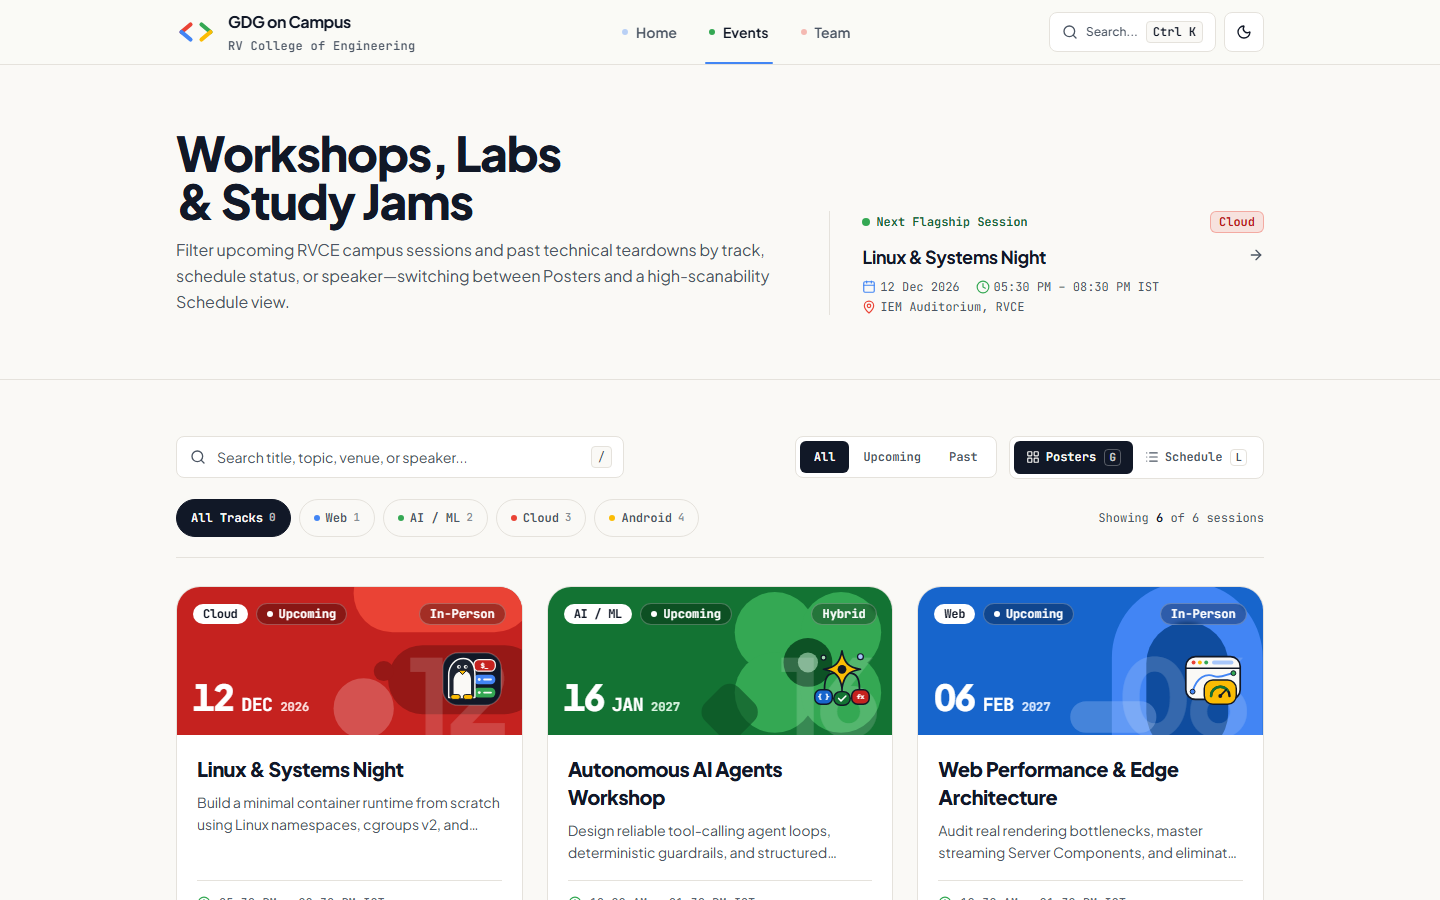 GDG on Campus
RV College of Engineering
Home
Events
Team
Search...
Ctrl K
Workshops, Labs
& Study Jams
Filter upcoming RVCE campus sessions and past technical teardowns by track,
schedule status, or speaker—switching between Posters and a high-scanability
Schedule view.
Next Flagship Session
Cloud
Linux & Systems Night
12 Dec 2026
05:30 PM – 08:30 PM IST
IEM Auditorium, RVCE
Search title, topic, venue, or speaker...
/
All
Upcoming
Past
Posters G
Schedule L
All Tracks 0
Web 1
AI / ML 2
Cloud 3
Android 4
Showing 6 of 6 sessions
Cloud
Upcoming
In-Person
12 DEC 2026
12
$_
Linux & Systems Night
Build a minimal container runtime from scratch
using Linux namespaces, cgroups v2, and…
AI / ML
Upcoming
Hybrid
16 JAN 2027
16
{}
fx
Autonomous AI Agents
Workshop
Design reliable tool-calling agent loops,
deterministic guardrails, and structured…
Web
Upcoming
In-Person
06 FEB 2027
06
Web Performance & Edge
Architecture
Audit real rendering bottlenecks, master
streaming Server Components, and eliminat…